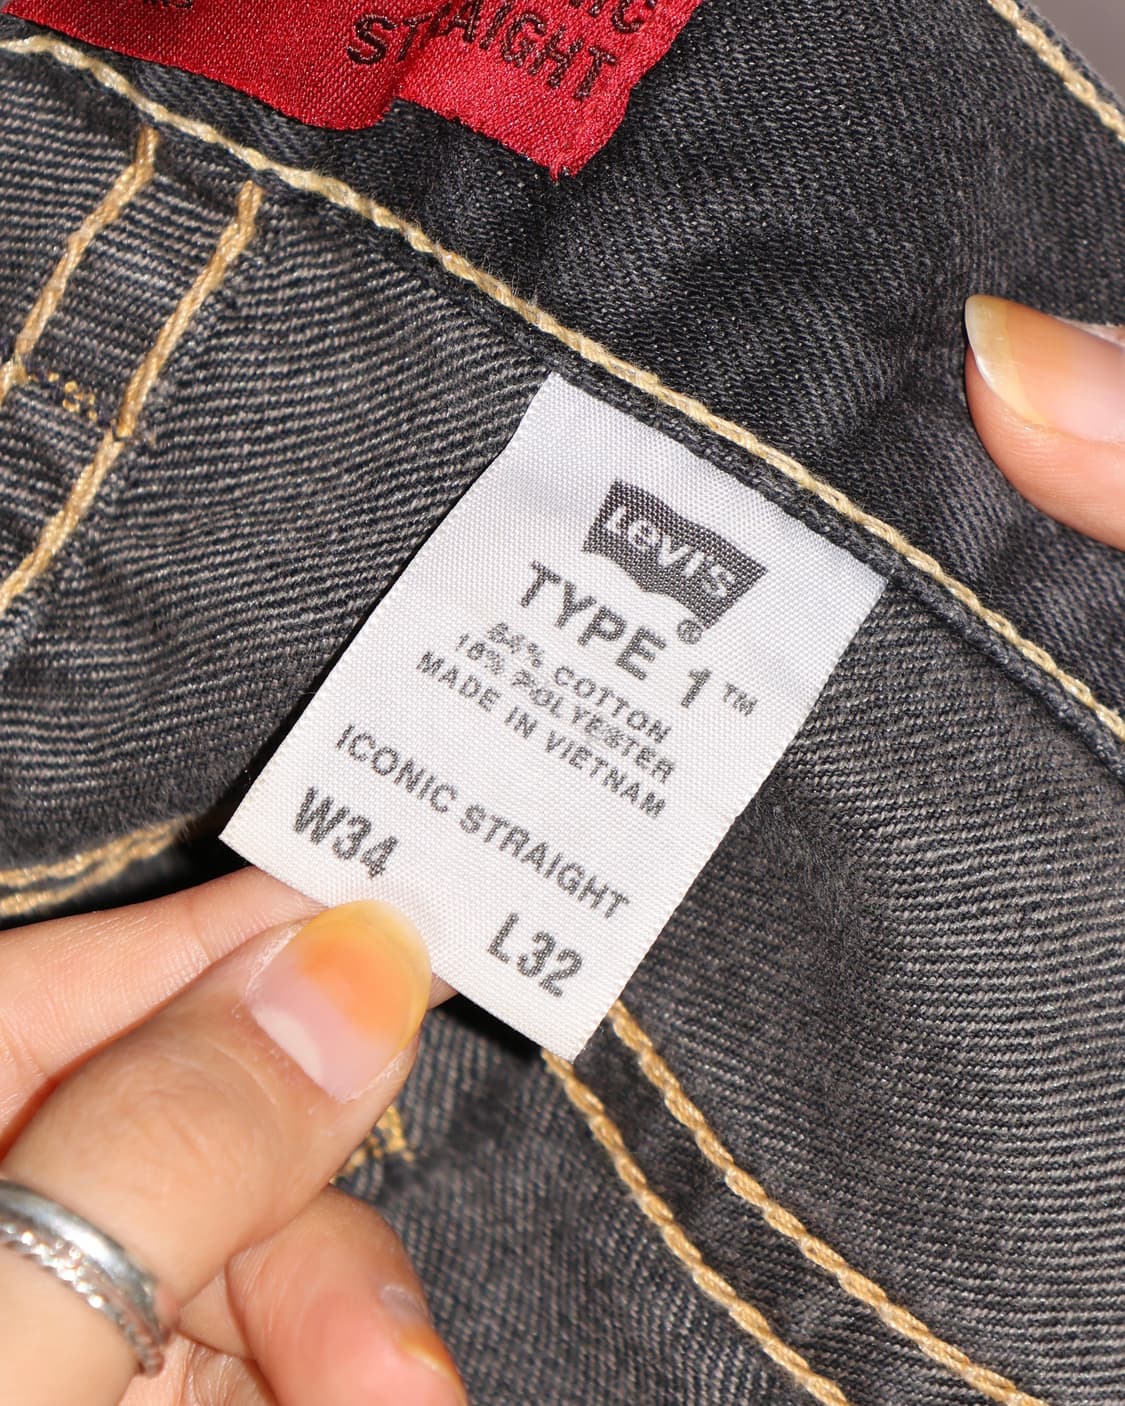 STRAIGHT
Levi's
®
TYPE 1™
COTTON
POLYESTER
MADE IN VIETNAM
ICONIC STRAIGHT
W34 L32